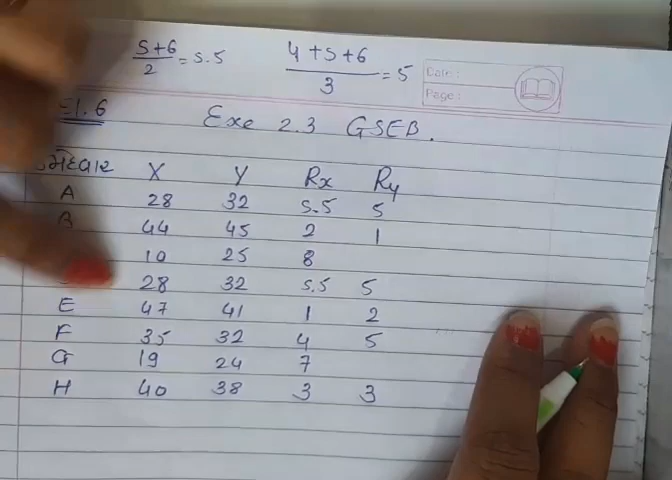 5+6/2 = 5.5 4+5+6/3 = 5
Date :
Page :
1.6 Exe 2.3 GSEB.
X Y Rx Ry
A 28 32 5.5 5
B 44 45 2 1
10 25 8
28 32 5.5 5
E 47 41 1 2
F 35 32 4 5
G 19 24 7
H 40 38 3 3